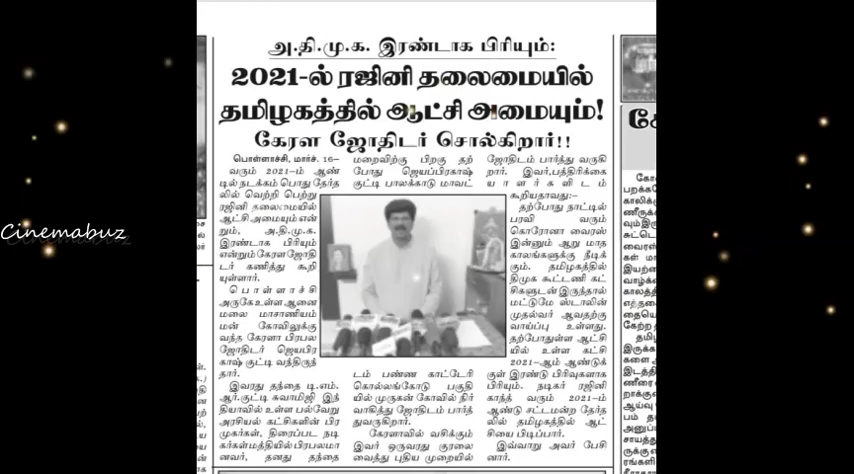 அ.தி.மு.க. இரண்டாக பிரியும்:
2021-ல் ரஜினி தலைமையில்
தமிழகத்தில் ஆட்சி அமையும்!
கேரள ஜோதிடர் சொல்கிறார்!!
பொள்ளாச்சி, மார்ச். 16–
வரும் 2021-ம் ஆண்
டில் நடக்கம் பொது தேர்த
லில் வெற்றி பெற்று
ரஜினி தலைமையில்
ஆட்சி அமையும் என்
றும், அ.தி.மு.க.
இரண்டாக பிரியும்
என்றும் கேரளஜோதி
டர் கணித்து கூறி
யுள்ளார்.
பொள்ளாச்சி
அருகே உள்ள ஆனை
மலை மாசாணியம்
மன் கோவிலுக்கு
வந்த கேரளா பிரபல
ஜோதிடர் ஜெயபிர
காஷ் குட்டி வந்திருந்
தார்.
இவரது தந்தை டி.எம்.
ஆர்.குட்டி சுவாமிஜி இந்
தியாவில் உள்ள பல்வேறு
அரசியல் கட்சிகளின் பிர
முகர்கள், திரைப்பட நடி
கர்கள்மத்தியில் பிரபலமா
னவர், தனது தந்தை
மறைவிற்கு பிறகு தற்
போது ஜெயப்பிரகாஷ்
குட்டி பாலக்காடு மாவட்
டம் பண்ண காட்டேரி
கொல்லங்கோடு பகுதி
யில் முருகன் கோவில் நிர்
வாகித்து ஜோதிடம் பார்த்
துவருகிறார்.
கேரளாவில் வசிக்கும்
இவர் ஒருவரது குரலை
வைத்து புதிய முறையில்
ஜோதிடம் பார்த்து வருகி
றார். இவர்,பத்திரிக்கை
யாளர்களிடம்
கூறியதாவது:–
தற்போது நாட்டில்
பரவி வரும்
கொரோனா வைரஸ்
இன்னும் ஆறு மாத
காலங்களுக்கு நீடிக்
கும். தமிழகத்தில்
திமுக கூட்டணி கட்
சிகளுடன் இருந்தால்
மட்டுமே ஸ்டாலின்
முதல்வர் ஆவதற்கு
வாய்ப்பு உள்ளது.
தற்போதுள்ள ஆட்சி
யில் உள்ள கட்சி
2021-ஆம் ஆண்டுக்
குள் இரண்டு பிரிவுகளாக
பிரியும். நடிகர் ரஜினி
காந்த் வரும் 2021-ம்
ஆண்டு சட்டமன்ற தேர்த
லில் தமிழகத்தில் ஆட்
சியை பிடிப்பார்.
இவ்வாறு அவர் பேசி
னார்.
Cinemabuz